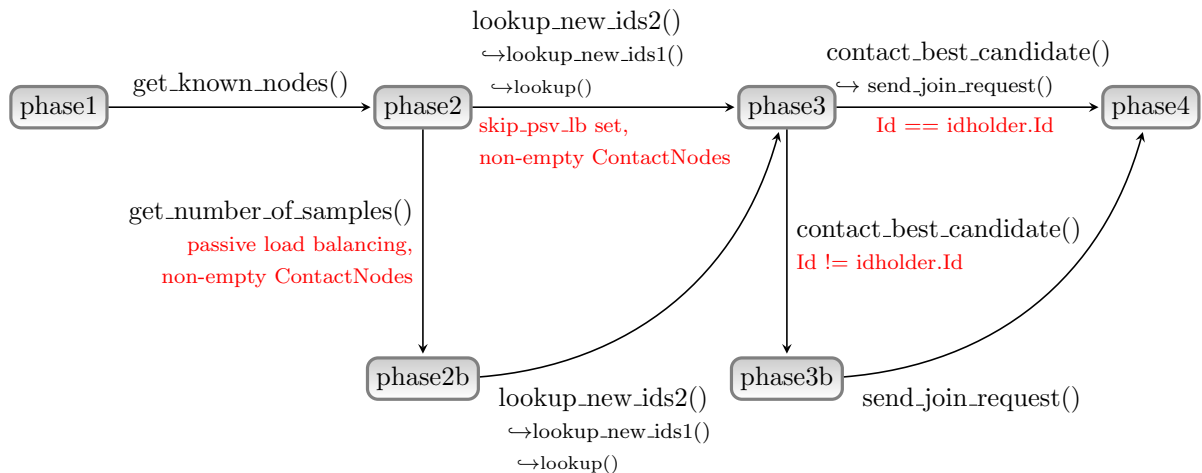 lookup_new_ids2()
↪lookup_new_ids1()
↪lookup()
contact_best_candidate()
↪ send_join_request()
get_known_nodes()
phase1
phase2
phase3
phase4
skip_psv_lb set,
non-empty ContactNodes
Id == idholder.Id
get_number_of_samples()
passive load balancing,
non-empty ContactNodes
contact_best_candidate()
Id != idholder.Id
phase2b
phase3b
lookup_new_ids2()
↪lookup_new_ids1()
↪lookup()
send_join_request()